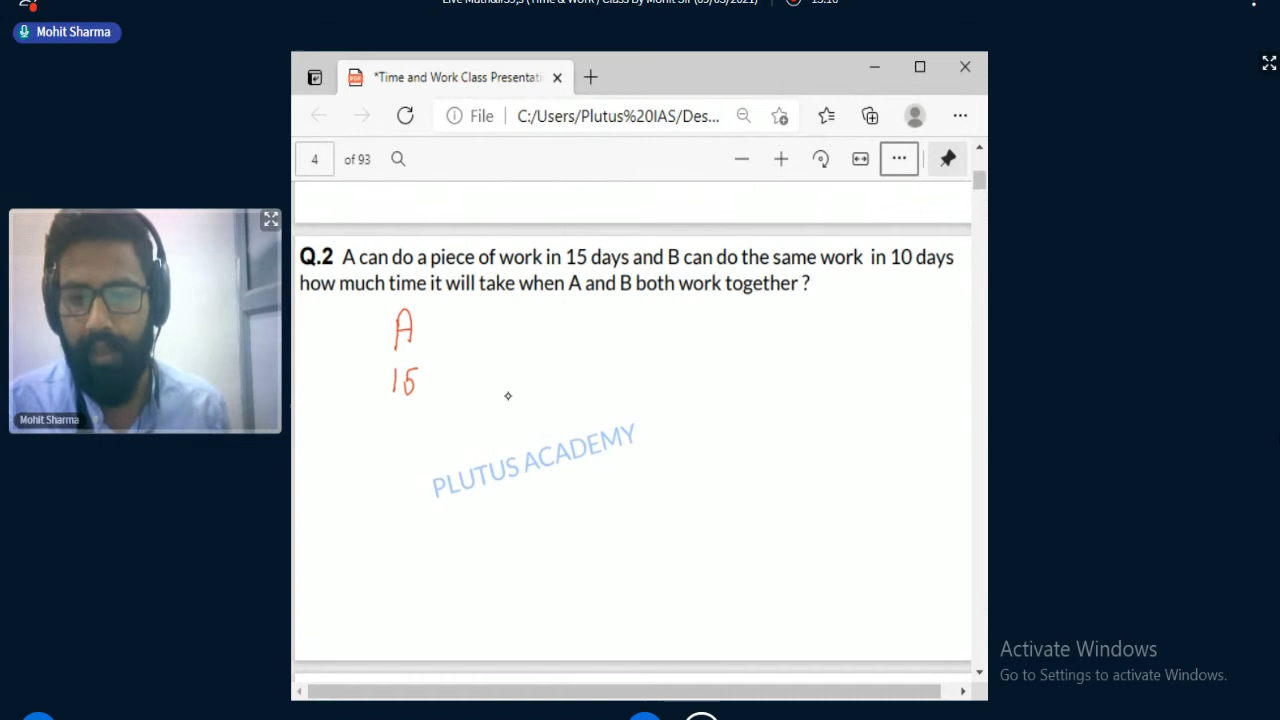 Mohit Sharma
*Time and Work Class Presentati
File
C:/Users/Plutus%20IAS/Des...
4 of 93
Q.2 A can do a piece of work in 15 days and B can do the same work in 10 days
how much time it will take when A and B both work together ?
A
15
PLUTUS ACADEMY
Mohit Sharma
Activate Windows
Go to Settings to activate Windows.